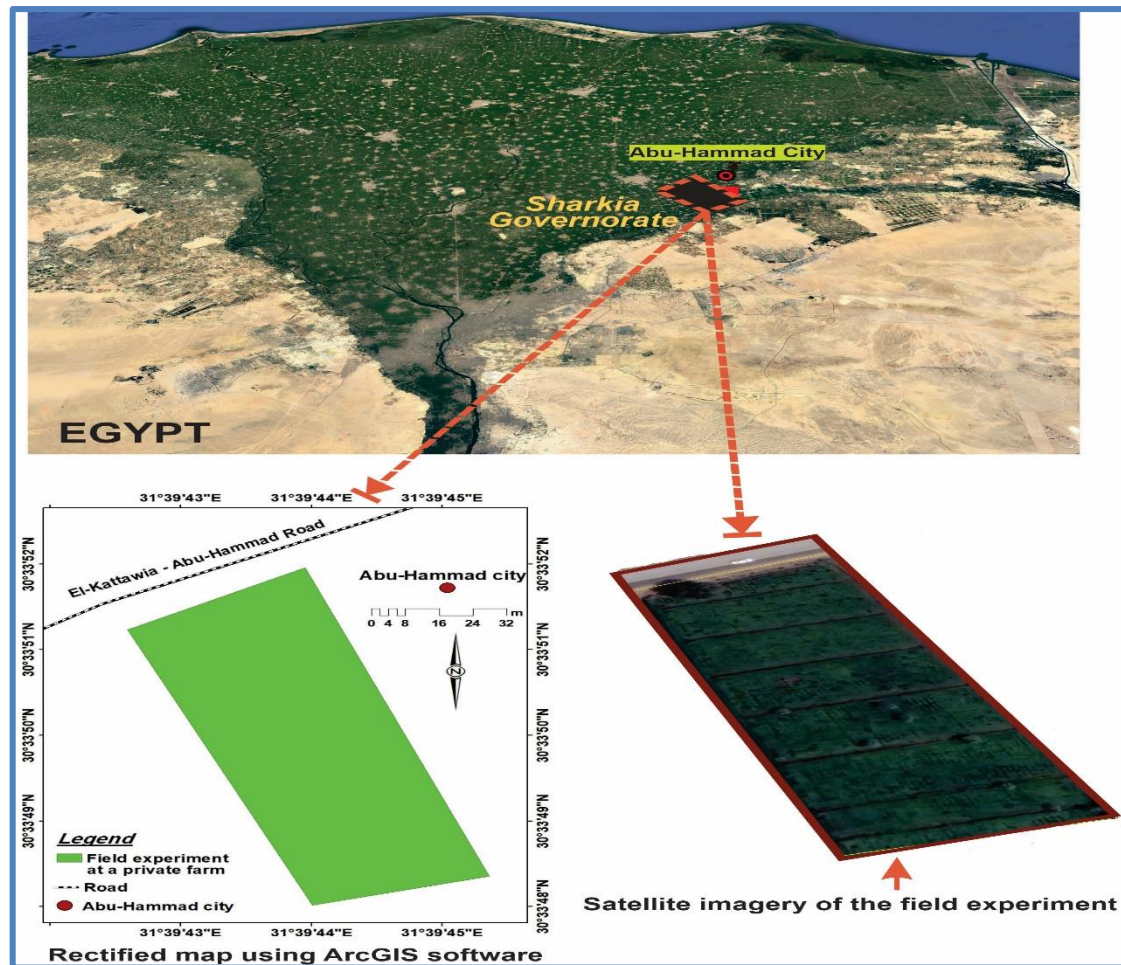 Abu-Hammad City
Sharkia
Governorate
EGYPT
31°39'43"E
31°39'44"E
31°39'45"E
El-Kattawia - Abu-Hammad Road
Abu-Hammad city
m
0 4 8 16 24 32
N
30°33'52"N
30°33'51"N
30°33'50"N
30°33'49"N
30°33'48"N
30°33'52"N
30°33'51"N
30°33'50"N
30°33'49"N
30°33'48"N
Legend
Field experiment
at a private farm
Road
Abu-Hammad city
31°39'43"E
31°39'44"E
31°39'45"E
Rectified map using ArcGIS software
Satellite imagery of the field experiment